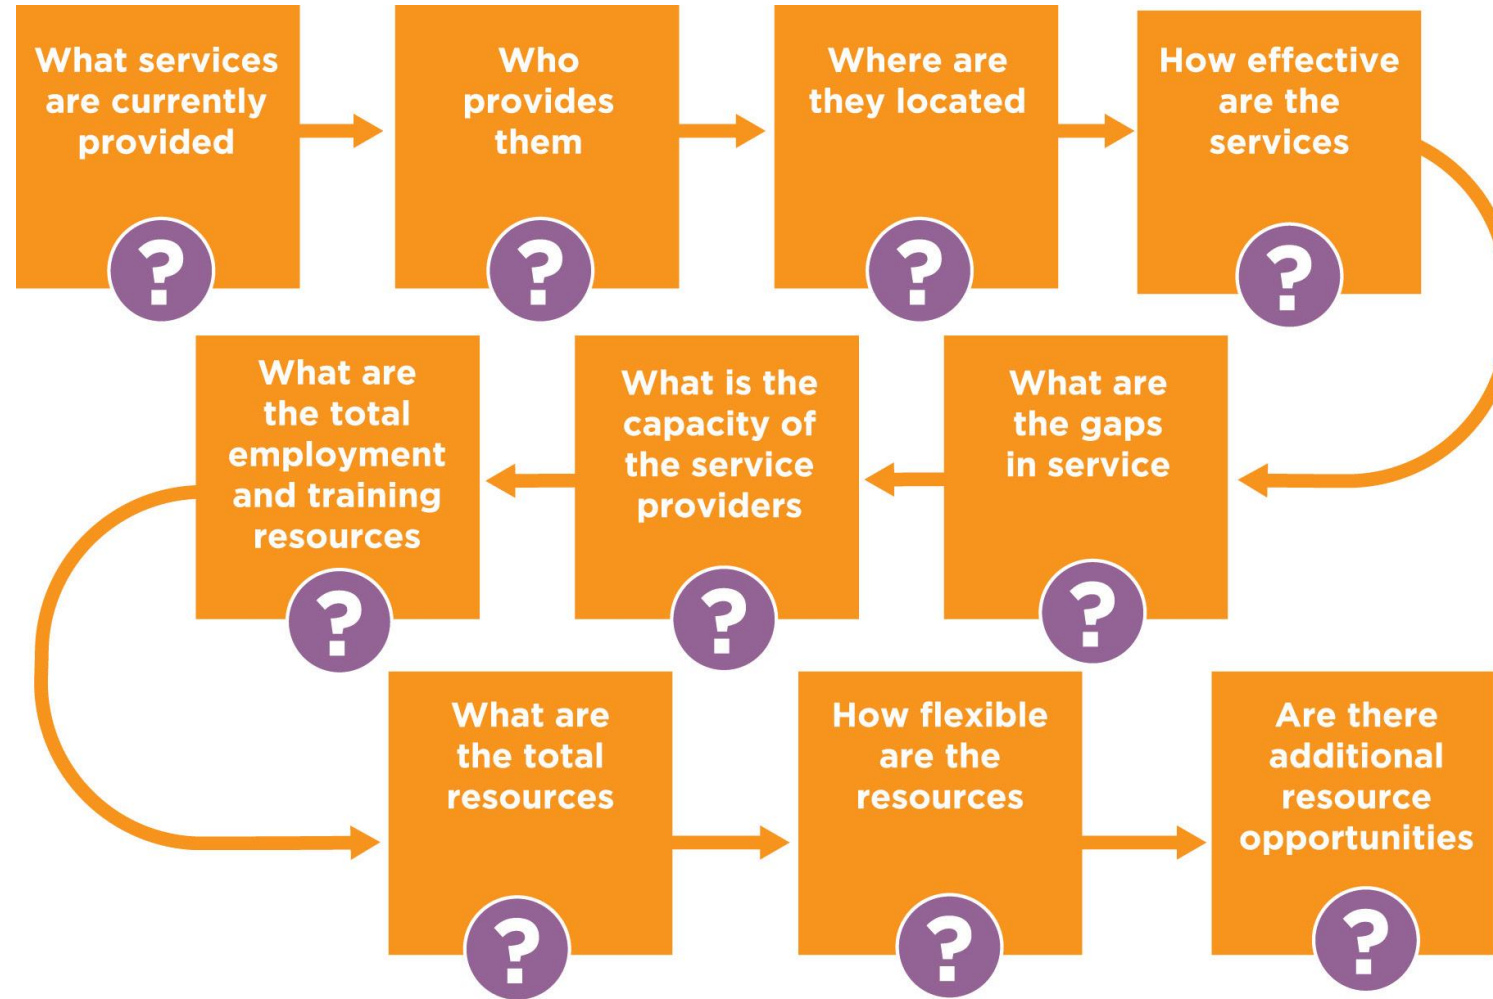 What services
are currently
provided
?
Who
provides
them
?
Where are
they located
?
How effective
are the
services
?
What are
the gaps
in service
?
What is the
capacity of
the service
providers
?
What are
the total
employment
and training
resources
?
What are
the total
resources
?
How flexible
are the
resources
?
Are there
additional
resource
opportunities
?